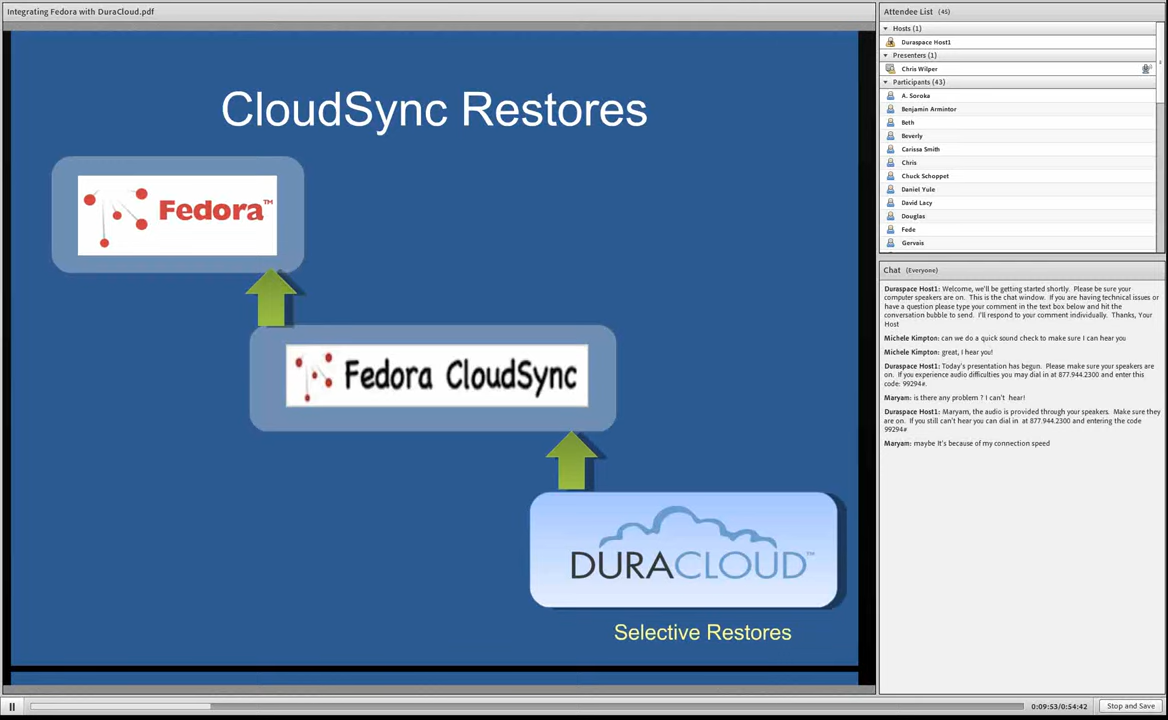 Integrating Fedora with DuraCloud.pdf
CloudSync Restores
Fedora™
Fedora CloudSync
DURACLOUD™
Selective Restores
Attendee List (45)
Hosts (1)
Duraspace Host1
Presenters (1)
Chris Wilper
Participants (43)
A. Soroka
Benjamin Armintor
Beth
Beverly
Carissa Smith
Chris
Chuck Schoppet
Daniel Yule
David Lacy
Douglas
Fede
Gervais
Chat (Everyone)
Duraspace Host1: Welcome, we'll be getting started shortly. Please be sure your
computer speakers are on. This is the chat window. If you are having technical issues or
have a question please type your comment in the text box below and hit the
conversation bubble to send. I'll respond to your comment individually. Thanks, Your
Host
Michele Kimpton: can we do a quick sound check to make sure I can hear you
Michele Kimpton: great, I hear you!
Duraspace Host1: Today's presentation has begun. Please make sure your speakers are
on. If you experience audio difficulties you may dial in at 877.944.2300 and enter this
code: 99294#.
Maryam: is there any problem ? I can't hear!
Duraspace Host1: Maryam, the audio is provided through your speakers. Make sure they
are on. If you still can't hear you can dial in at 877.944.2300 and entering the code
99294#
Maryam: maybe It's because of my connection speed
0:09:53/0:54:42
Stop and Save